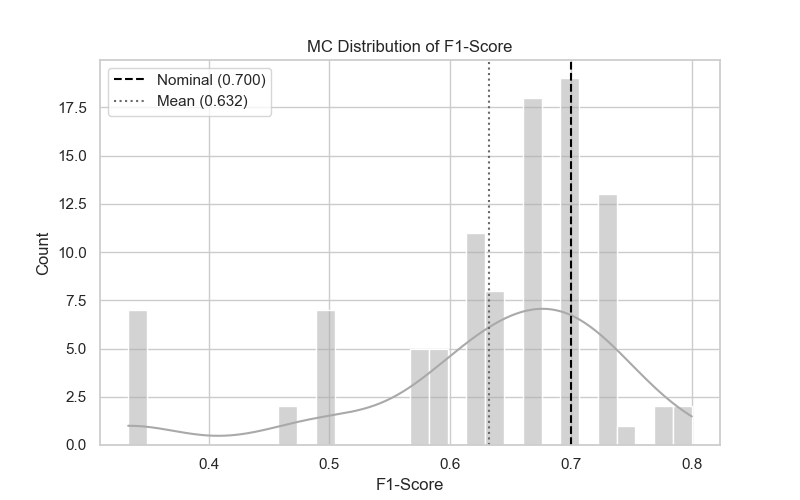 MC Distribution of F1-Score
Nominal (0.700)
Mean (0.632)
17.5
15.0
12.5
10.0
7.5
5.0
2.5
0.0
Count
0.4 0.5 0.6 0.7 0.8
F1-Score